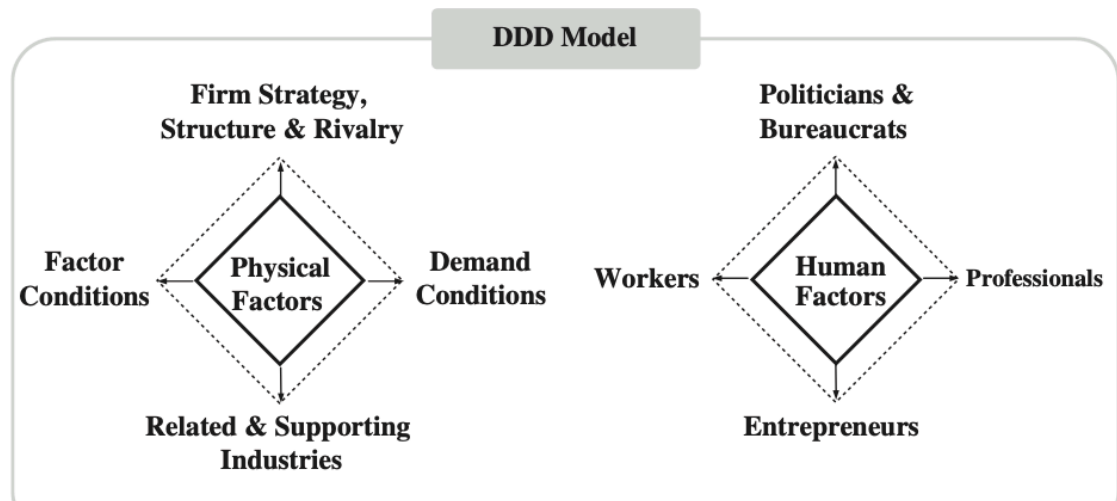 DDD Model
Firm Strategy,
Structure & Rivalry
Factor
Conditions
Physical
Factors
Demand
Conditions
Related & Supporting
Industries
Politicians &
Bureaucrats
Workers
Human
Factors
Professionals
Entrepreneurs